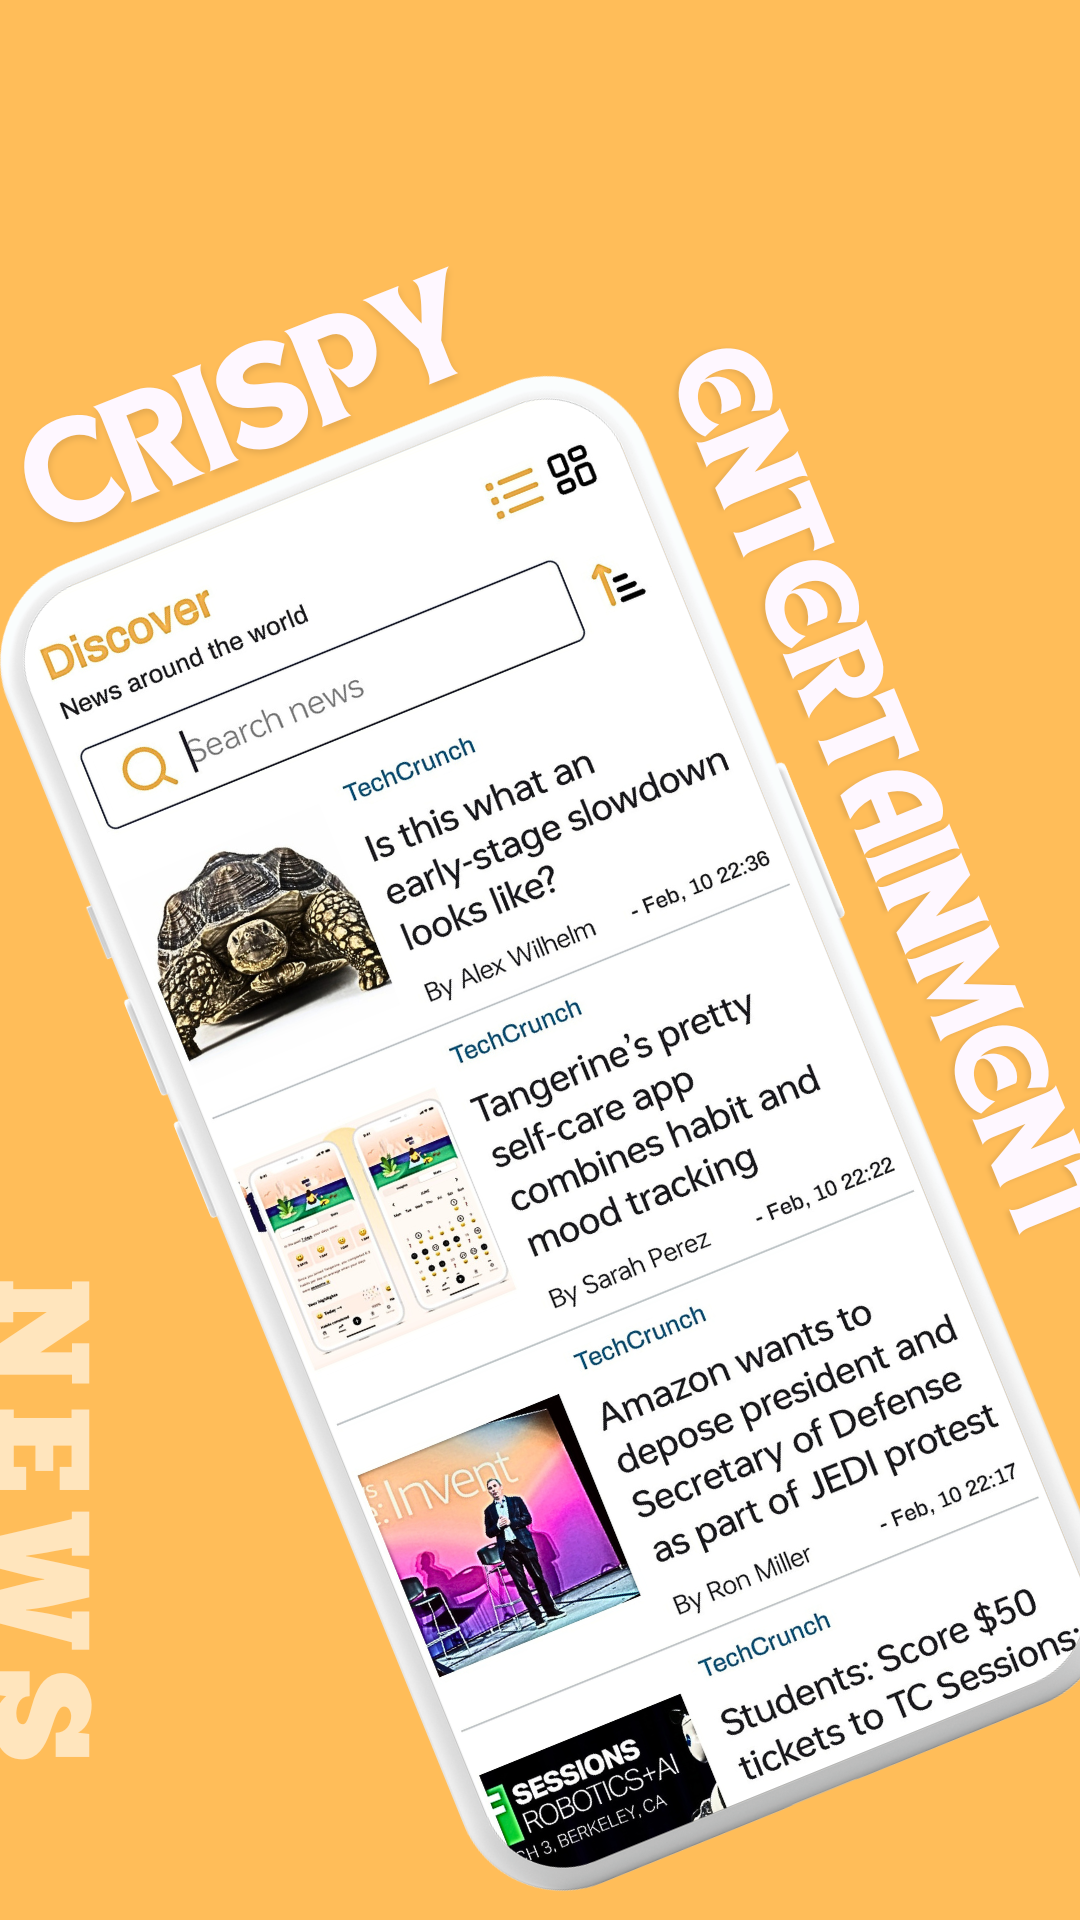 CRISPY
ENTERTAINMENT
NEWS
Discover
News around the world
Search news
TechCrunch
Is this what an
early-stage slowdown
looks like?
By Alex Wilhelm
- Feb, 10 22:36
TechCrunch
Tangerine’s pretty
self-care app
combines habit and
mood tracking
By Sarah Perez
- Feb, 10 22:22
TechCrunch
Amazon wants to
depose president and
Secretary of Defense
as part of JEDI protest
By Ron Miller
- Feb, 10 22:17
Invent
TechCrunch
Students: Score $50
tickets to TC Sessions:
SESSIONS
ROBOTICS+AI
CH 3, BERKELEY, CA